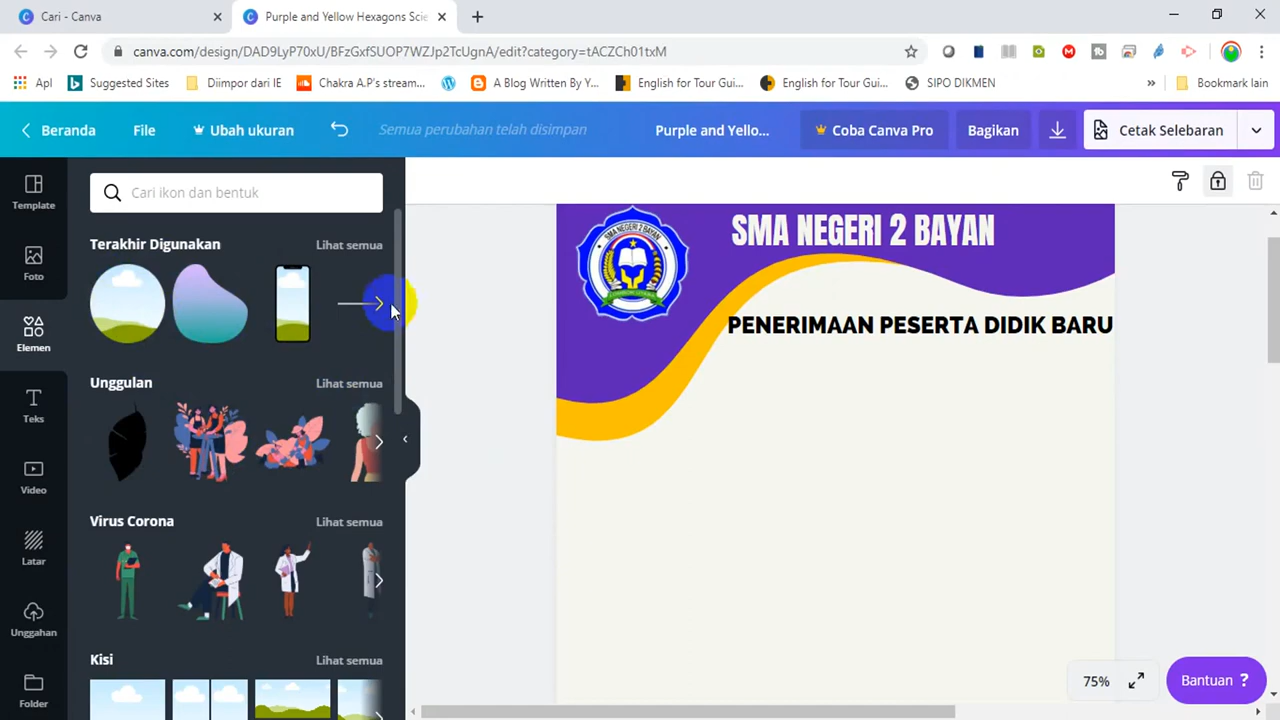 Cari - Canva
Purple and Yellow Hexagons Scie
canva.com/design/DAD9LyP70xU/BFzGxfSUOP7WZJp2TcUgnA/edit?category=tACZCh01txM
Apl
Suggested Sites
Diimpor dari IE
Chakra A.P's stream...
A Blog Written By Y...
English for Tour Gui...
English for Tour Gui...
SIPO DIKMEN
Bookmark lain
Beranda
File
Ubah ukuran
Semua perubahan telah disimpan
Purple and Yello...
Coba Canva Pro
Bagikan
Cetak Selebaran
Template
Foto
Elemen
Teks
Video
Latar
Unggahan
Folder
Cari ikon dan bentuk
Terakhir Digunakan
Lihat semua
Unggulan
Lihat semua
Virus Corona
Lihat semua
Kisi
Lihat semua
SMA NEGERI 2 BAYAN
SMA NEGERI 2 BAYAN
PENERIMAAN PESERTA DIDIK BARU
75%
Bantuan ?